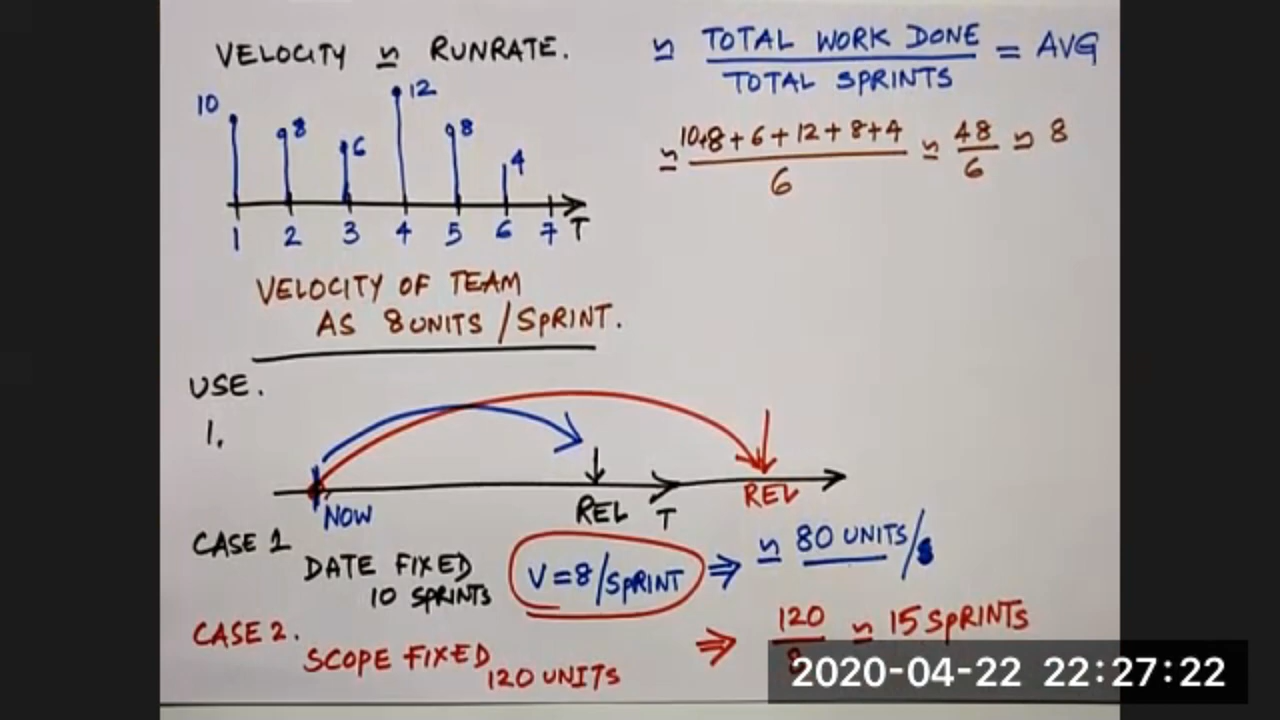 VELOCITY ≃ RUNRATE.
≃ TOTAL WORK DONE / TOTAL SPRINTS = AVG
10 8 6 12 8 4
≃ 10+8+6+12+8+4 / 6 ≃ 48 / 6 ≃ 8
1 2 3 4 5 6 7 T
VELOCITY OF TEAM
AS 8 UNITS / SPRINT.
USE.
1.
NOW REL T REL
CASE 1
DATE FIXED
10 SPRINTS
V = 8/SPRINT ⇒ ≃ 80 UNITS/S
CASE 2.
SCOPE FIXED
120 UNITS
⇒ 120 / 8 ≃ 15 SPRINTS
2020-04-22 22:27:22